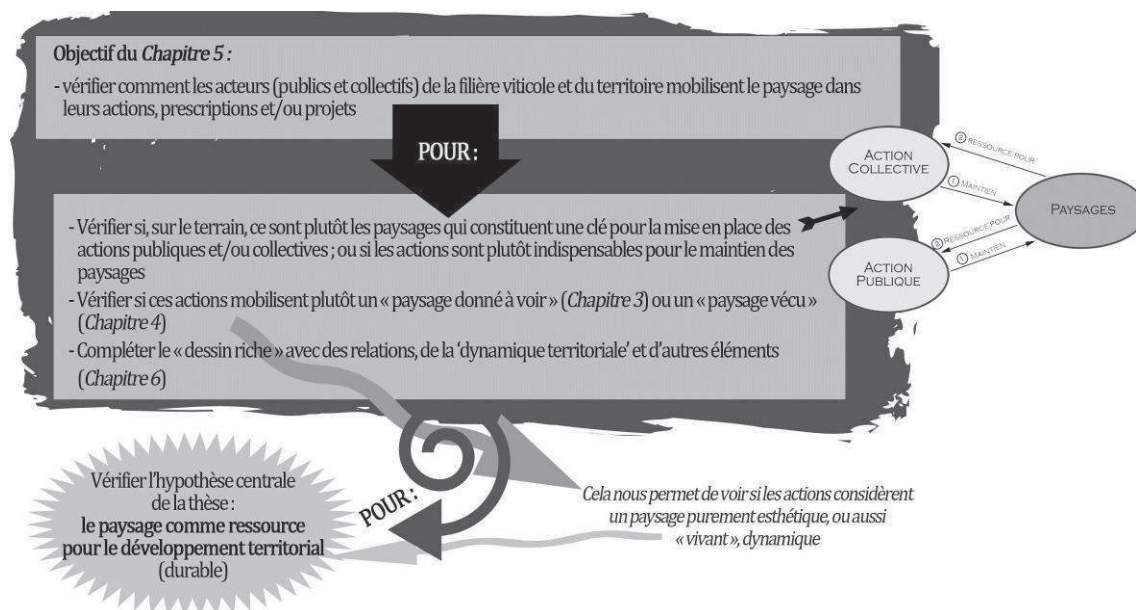 Objectif du Chapitre 5 :
- vérifier comment les acteurs (publics et collectifs) de la filière viticole et du territoire mobilisent le paysage dans
leurs actions, prescriptions et/ou projets
POUR :
- Vérifier si, sur le terrain, ce sont plutôt les paysages qui constituent une clé pour la mise en place des
actions publiques et/ou collectives ; ou si les actions sont plutôt indispensables pour le maintien des
paysages
- Vérifier si ces actions mobilisent plutôt un « paysage donné à voir » (Chapitre 3) ou un « paysage vécu »
(Chapitre 4)
- Compléter le « dessin riche » avec des relations, de la ‘dynamique territoriale’ et d’autres éléments
(Chapitre 6)
ACTION
COLLECTIVE
② RESSOURCE POUR
① MAINTIEN
PAYSAGES
② RESSOURCE POUR
① MAINTIEN
ACTION
PUBLIQUE
Vérifier l’hypothèse centrale
de la thèse :
le paysage comme ressource
pour le développement territorial
(durable)
POUR :
Cela nous permet de voir si les actions considèrent
un paysage purement esthétique, ou aussi
« vivant », dynamique